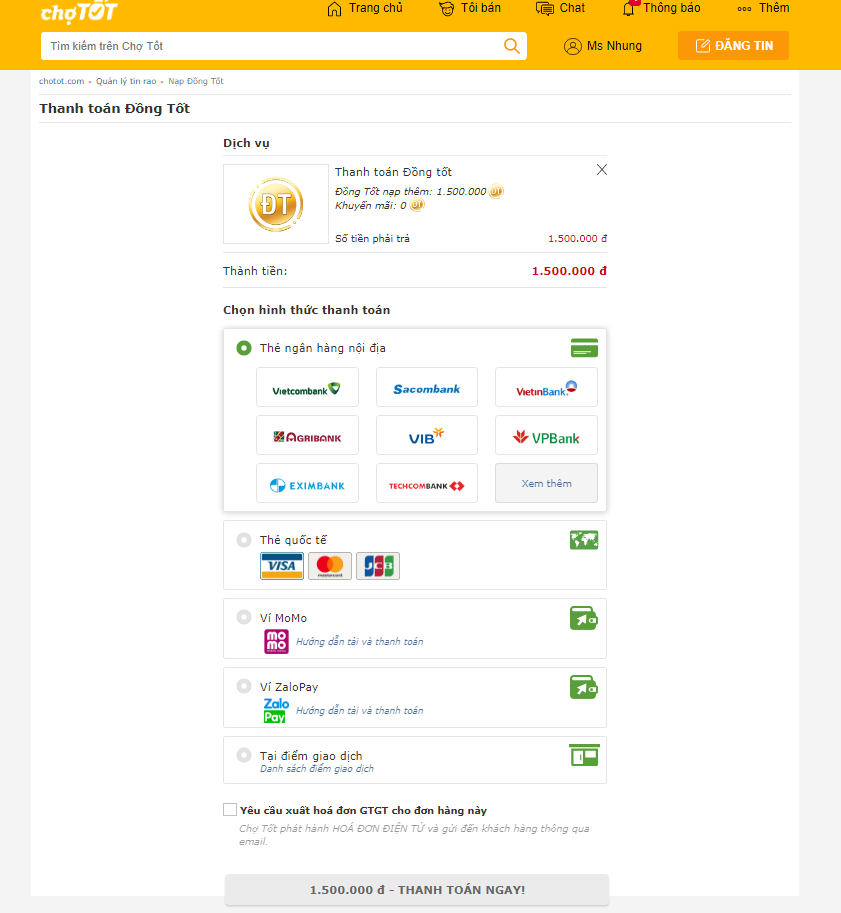 chợTỐT
Trang chủ
Tôi bán
Chat
Thông báo
Thêm
Tìm kiếm trên Chợ Tốt
Ms Nhung
ĐĂNG TIN
chotot.com - Quản lý tin rao - Nạp Đồng Tốt
Thanh toán Đồng Tốt
Dịch vụ
ĐT
Thanh toán Đồng tốt
Đồng Tốt nạp thêm: 1.500.000 ĐT
Khuyến mãi: 0 ĐT
Số tiền phải trả 1.500.000 đ
Thành tiền: 1.500.000 đ
Chọn hình thức thanh toán
Thẻ ngân hàng nội địa
Vietcombank Sacombank VietinBank
AGRIBANK VIB VPBank
EXIMBANK TECHCOMBANK Xem thêm
Thẻ quốc tế
VISA mastercard JCB
Ví MoMo
mo
mo
Hướng dẫn tải và thanh toán
Ví ZaloPay
Zalo
Pay
Hướng dẫn tải và thanh toán
Tại điểm giao dịch
Danh sách điểm giao dịch
Yêu cầu xuất hoá đơn GTGT cho đơn hàng này
Chợ Tốt phát hành HOÁ ĐƠN ĐIỆN TỬ và gửi đến khách hàng thông qua
email.
1.500.000 đ - THANH TOÁN NGAY!